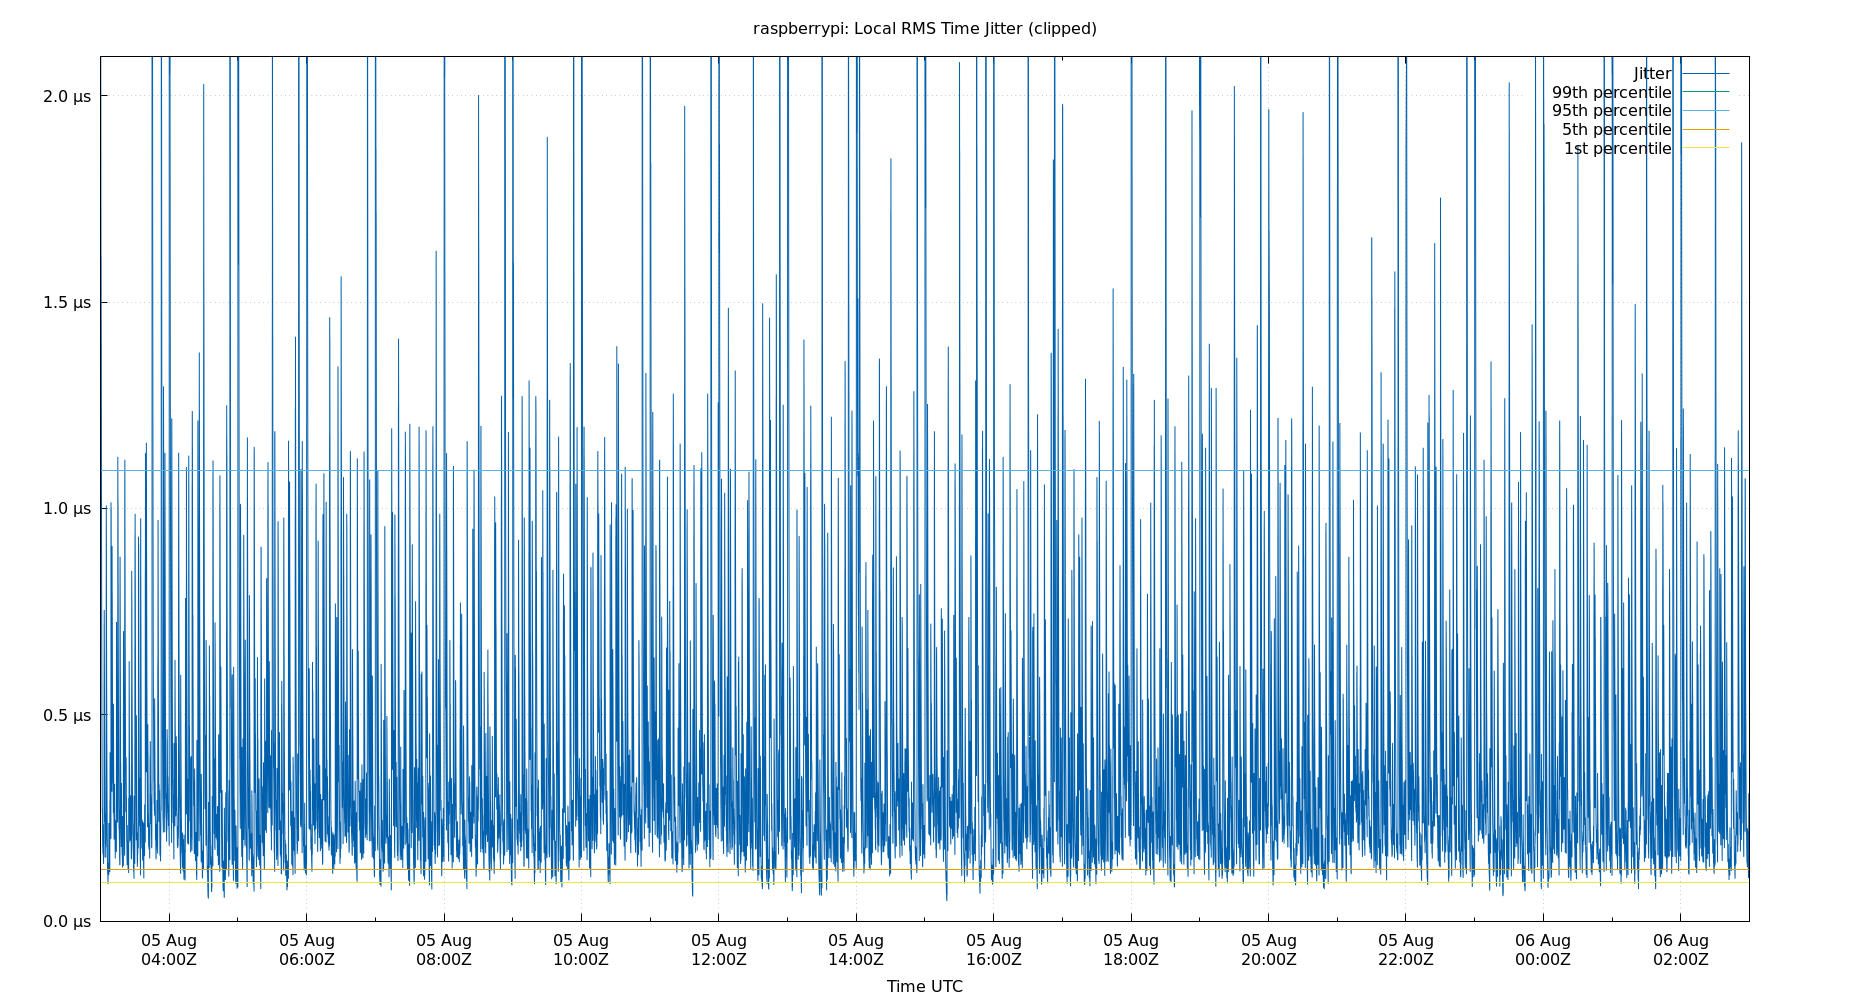 raspberrypi: Local RMS Time Jitter (clipped)
Jitter
99th percentile
95th percentile
5th percentile
1st percentile
2.0 µs
1.5 µs
1.0 µs
0.5 µs
0.0 µs
05 Aug 05 Aug 05 Aug 05 Aug 05 Aug 05 Aug 05 Aug 05 Aug 05 Aug 05 Aug 06 Aug 06 Aug
04:00Z 06:00Z 08:00Z 10:00Z 12:00Z 14:00Z 16:00Z 18:00Z 20:00Z 22:00Z 00:00Z 02:00Z
Time UTC